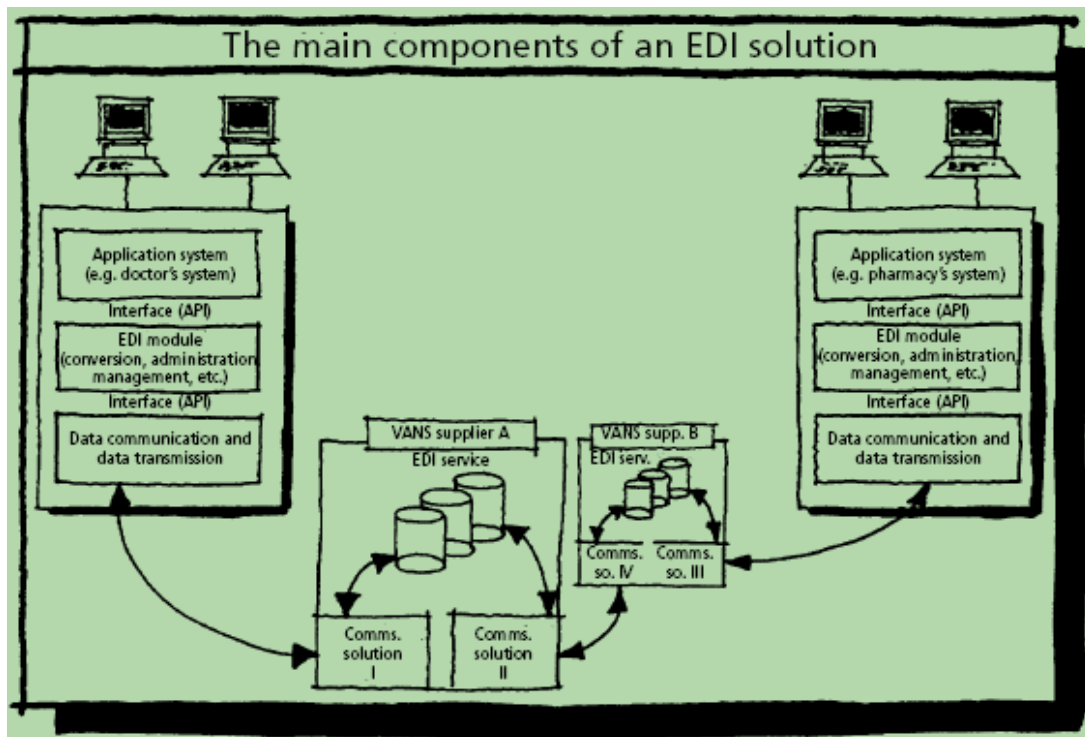 The main components of an EDI solution
Application system
(e.g. doctor's system)
Interface (API)
EDI module
(conversion, administration,
management, etc.)
Interface (API)
Data communication and
data transmission
VANS supplier A
EDI service
Comms.
solution
I
Comms.
solution
II
VANS supp. B
EDI serv.
Comms.
so. IV
Comms.
so. III
Application system
(e.g. pharmacy's system)
Interface (API)
EDI module
(conversion, administration,
management, etc.)
Interface (API)
Data communication and
data transmission